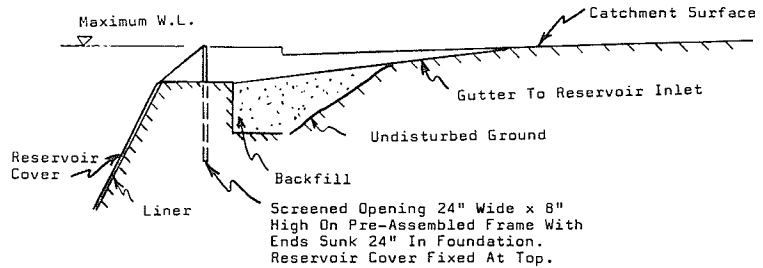 Catchment Surface
Maximum W.L.
Gutter To Reservoir Inlet
Undisturbed Ground
Reservoir
Cover
Backfill
Liner
Screened Opening 24" Wide x 8"
High On Pre-Assembled Frame With
Ends Sunk 24" In Foundation.
Reservoir Cover Fixed At Top.